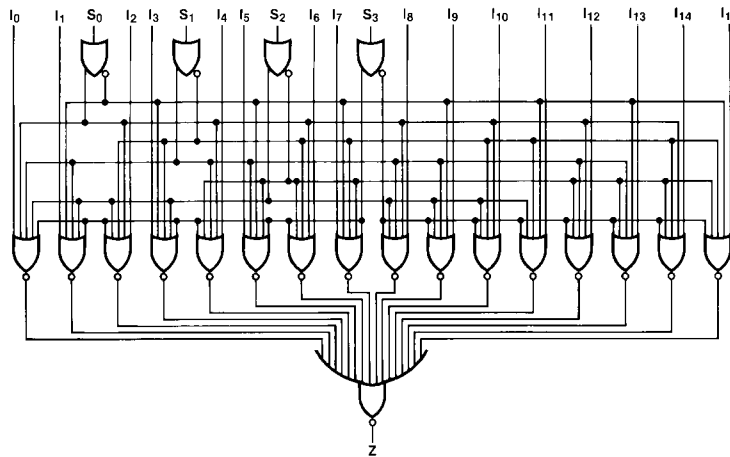 I₀ I₁ S₀ I₂ I₃ S₁ I₄ I₅ S₂ I₆ I₇ S₃ I₈ I₉ I₁₀ I₁₁ I₁₂ I₁₃ I₁₄ I₁
Z